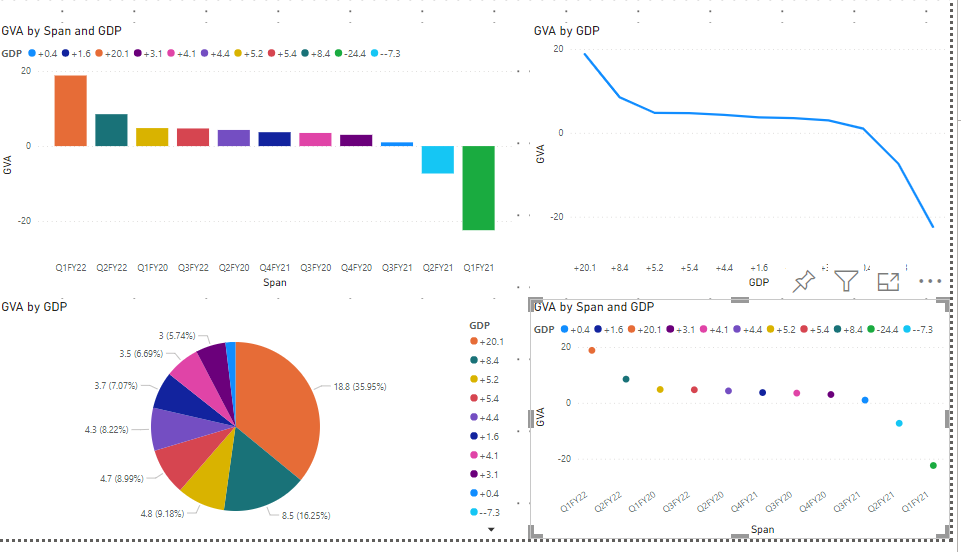 GVA by Span and GDP
GDP +0.4 +1.6 +20.1 +3.1 +4.1 +4.4 +5.2 +5.4 +8.4 -24.4 --7.3
20
0
-20
GVA
Q1FY22 Q2FY22 Q1FY20 Q3FY22 Q2FY20 Q4FY21 Q3FY20 Q4FY20 Q3FY21 Q2FY21 Q1FY21
Span
GVA by GDP
20
0
-20
GVA
+20.1 +8.4 +5.2 +5.4 +4.4 +1.6
GDP
GVA by GDP
3 (5.74%)
3.5 (6.69%)
3.7 (7.07%)
4.3 (8.22%)
4.7 (8.99%)
4.8 (9.18%)
8.5 (16.25%)
18.8 (35.95%)
GDP
+20.1
+8.4
+5.2
+5.4
+4.4
+1.6
+4.1
+3.1
+0.4
--7.3
GVA by Span and GDP
GDP +0.4 +1.6 +20.1 +3.1 +4.1 +4.4 +5.2 +5.4 +8.4 -24.4 --7.3
20
0
-20
GVA
Q1FY22 Q2FY22 Q1FY20 Q3FY22 Q2FY20 Q4FY21 Q3FY20 Q4FY20 Q3FY21 Q2FY21 Q1FY21
Span